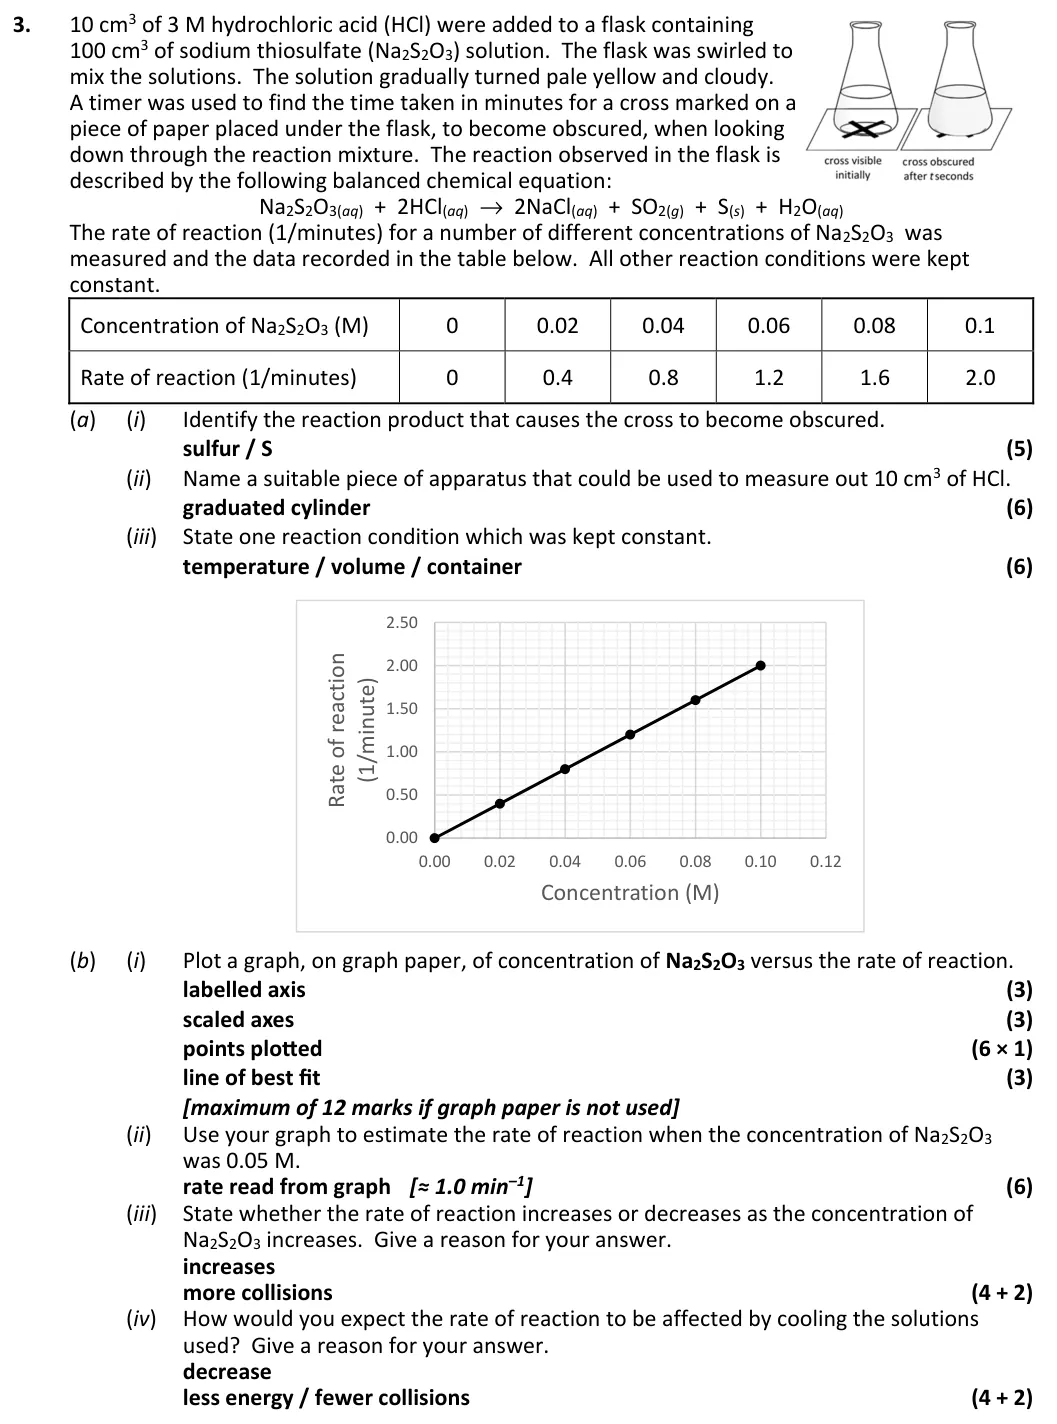 3. 10 cm³ of 3 M hydrochloric acid (HCl) were added to a flask containing
100 cm³ of sodium thiosulfate (Na₂S₂O₃) solution. The flask was swirled to
mix the solutions. The solution gradually turned pale yellow and cloudy.
A timer was used to find the time taken in minutes for a cross marked on a
piece of paper placed under the flask, to become obscured, when looking
down through the reaction mixture. The reaction observed in the flask is
described by the following balanced chemical equation:
cross visible
initially
cross obscured
after t seconds
Na₂S₂O₃(aq) + 2HCl(aq) → 2NaCl(aq) + SO₂(g) + S(s) + H₂O(aq)
The rate of reaction (1/minutes) for a number of different concentrations of Na₂S₂O₃ was
measured and the data recorded in the table below. All other reaction conditions were kept
constant.
Concentration of Na₂S₂O₃ (M) 0 0.02 0.04 0.06 0.08 0.1
Rate of reaction (1/minutes) 0 0.4 0.8 1.2 1.6 2.0
(a) (i) Identify the reaction product that causes the cross to become obscured.
sulfur / S (5)
(ii) Name a suitable piece of apparatus that could be used to measure out 10 cm³ of HCl.
graduated cylinder (6)
(iii) State one reaction condition which was kept constant.
temperature / volume / container (6)
Rate of reaction
(1/minute)
2.50
2.00
1.50
1.00
0.50
0.00
0.00 0.02 0.04 0.06 0.08 0.10 0.12
Concentration (M)
(b) (i) Plot a graph, on graph paper, of concentration of Na₂S₂O₃ versus the rate of reaction.
labelled axis (3)
scaled axes (3)
points plotted (6 × 1)
line of best fit (3)
[maximum of 12 marks if graph paper is not used]
(ii) Use your graph to estimate the rate of reaction when the concentration of Na₂S₂O₃
was 0.05 M.
rate read from graph [≈ 1.0 min⁻¹] (6)
(iii) State whether the rate of reaction increases or decreases as the concentration of
Na₂S₂O₃ increases. Give a reason for your answer.
increases
more collisions (4 + 2)
(iv) How would you expect the rate of reaction to be affected by cooling the solutions
used? Give a reason for your answer.
decrease
less energy / fewer collisions (4 + 2)